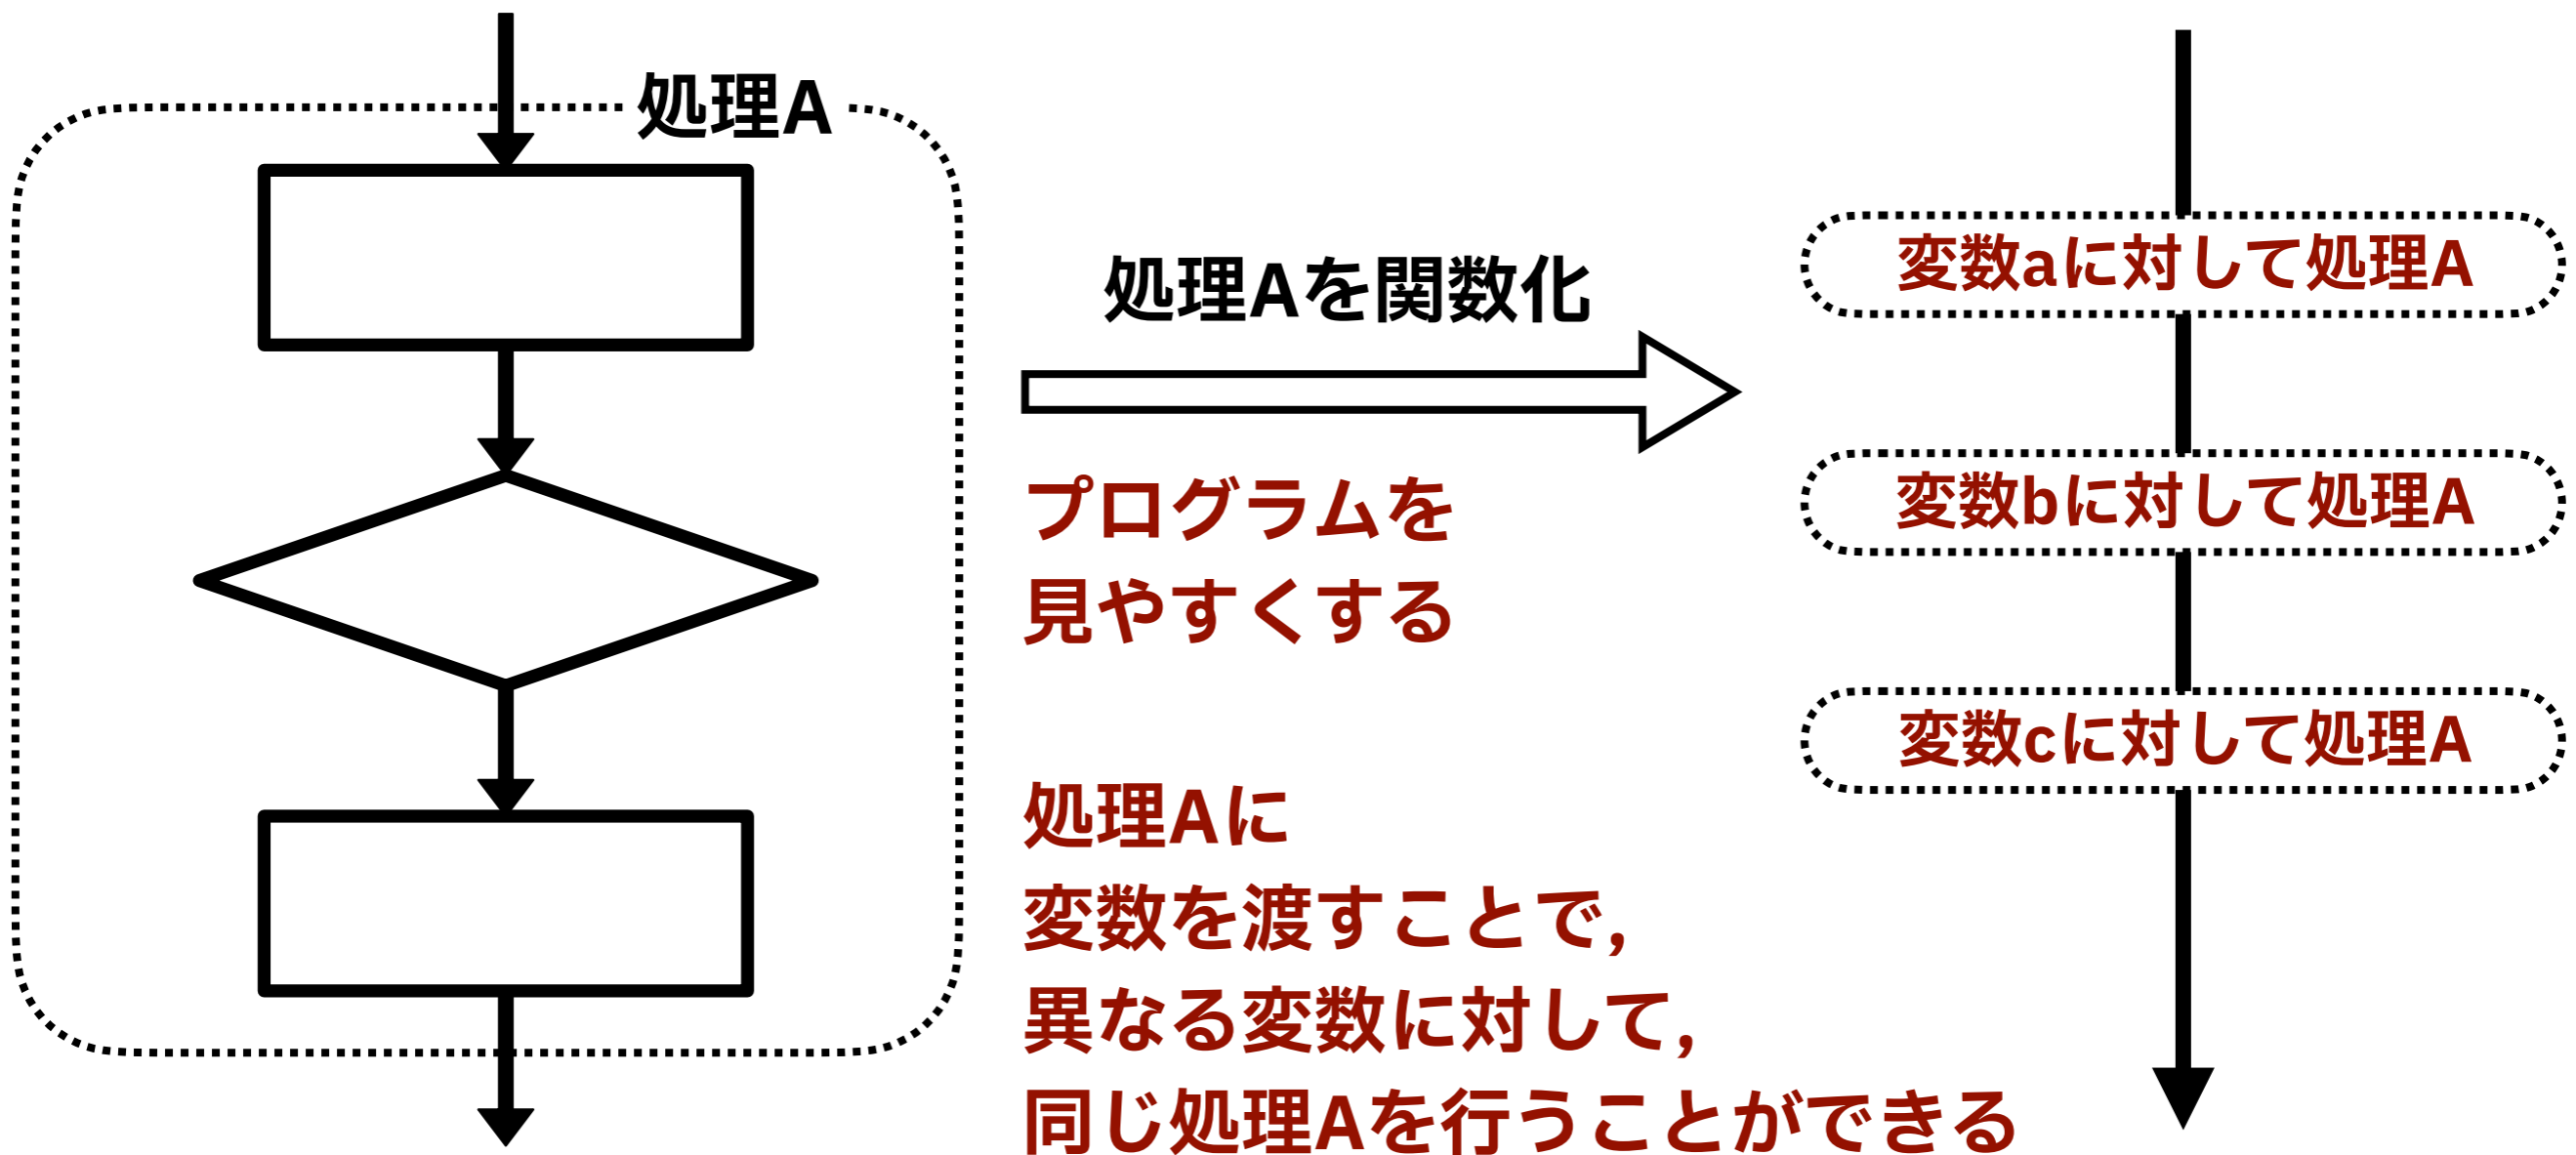 処理A
処理Aを関数化
プログラムを
見やすくする
処理Aに
変数を渡すことで,
異なる変数に対して,
同じ処理Aを行うことができる
変数aに対して処理A
変数bに対して処理A
変数cに対して処理A